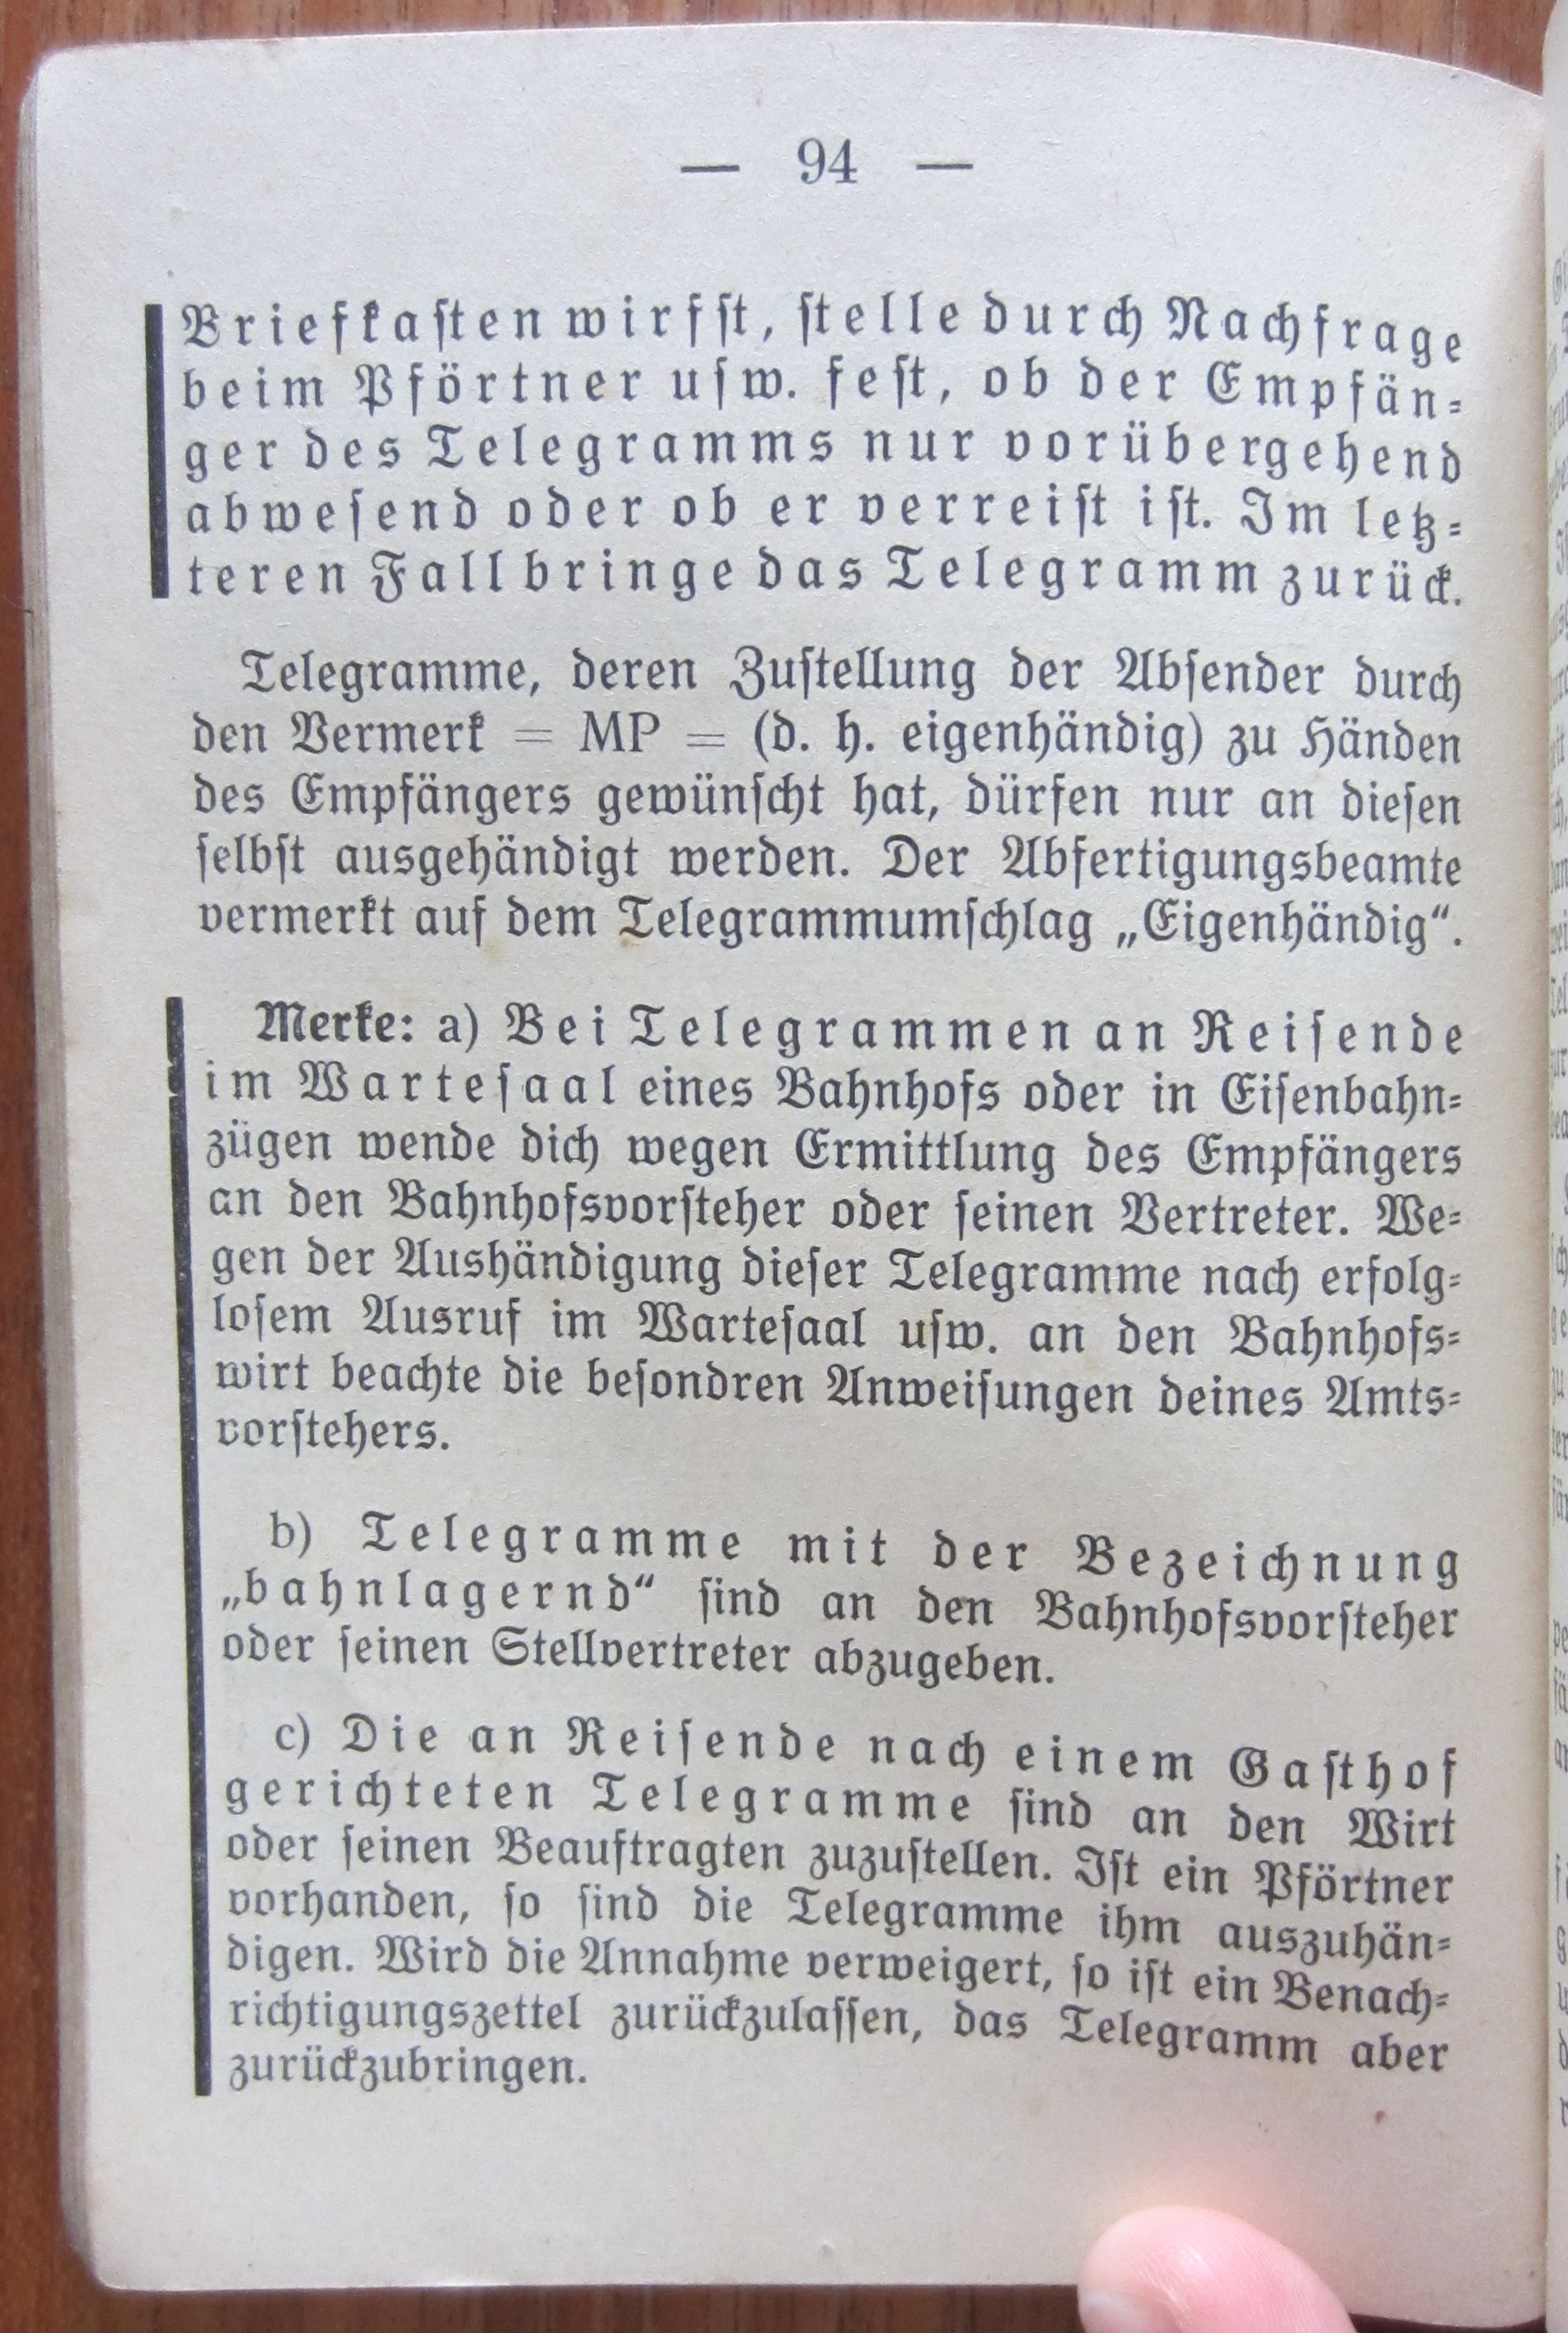 — 94 —
Briefkasten wirfst, stelle durch Nachfrage
beim Pförtner usw. fest, ob der Empfän-
ger des Telegramms nur vorübergehend
abwesend oder ob er verreist ist. Im letz-
teren Fall bringe das Telegramm zurück.
Telegramme, deren Zustellung der Absender durch
den Vermerk = MP = (d. h. eigenhändig) zu Händen
des Empfängers gewünscht hat, dürfen nur an diesen
selbst ausgehändigt werden. Der Abfertigungsbeamte
vermerkt auf dem Telegrammumschlag „Eigenhändig“.
Merke: a) Bei Telegrammen an Reisende
im Wartesaal eines Bahnhofs oder in Eisenbahn-
zügen wende dich wegen Ermittlung des Empfängers
an den Bahnhofsvorsteher oder seinen Vertreter. We-
gen der Aushändigung dieser Telegramme nach erfolg-
losem Ausruf im Wartesaal usw. an den Bahnhofs-
wirt beachte die besondren Anweisungen deines Amts-
vorstehers.
b) Telegramme mit der Bezeichnung
„bahnlagernd“ sind an den Bahnhofsvorsteher
oder seinen Stellvertreter abzugeben.
c) Die an Reisende nach einem Gasthof
gerichteten Telegramme sind an den Wirt
oder seinen Beauftragten zuzustellen. Ist ein Pförtner
vorhanden, so sind die Telegramme ihm auszuhän-
digen. Wird die Annahme verweigert, so ist ein Benach-
richtigungszettel zurückzulassen, das Telegramm aber
zurückzubringen.